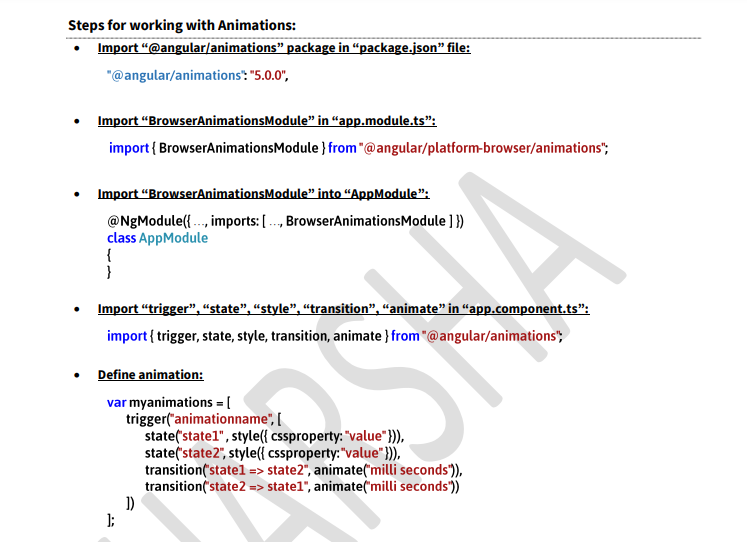 Steps for working with Animations:
• Import “@angular/animations” package in “package.json” file:
"@angular/animations": "5.0.0",
• Import “BrowserAnimationsModule” in “app.module.ts”:
import { BrowserAnimationsModule } from "@angular/platform-browser/animations";
• Import “BrowserAnimationsModule” into “AppModule”:
@NgModule({ …, imports: [ …, BrowserAnimationsModule ] })
class AppModule
{
}
• Import “trigger”, “state”, “style”, “transition”, “animate” in “app.component.ts”:
import { trigger, state, style, transition, animate } from "@angular/animations";
• Define animation:
var myanimations = [
trigger("animationname", [
state("state1" , style({ cssproperty: "value" })),
state("state2", style({ cssproperty: "value" })),
transition("state1 => state2", animate("milli seconds")),
transition("state2 => state1", animate("milli seconds"))
])
];
HARSHA